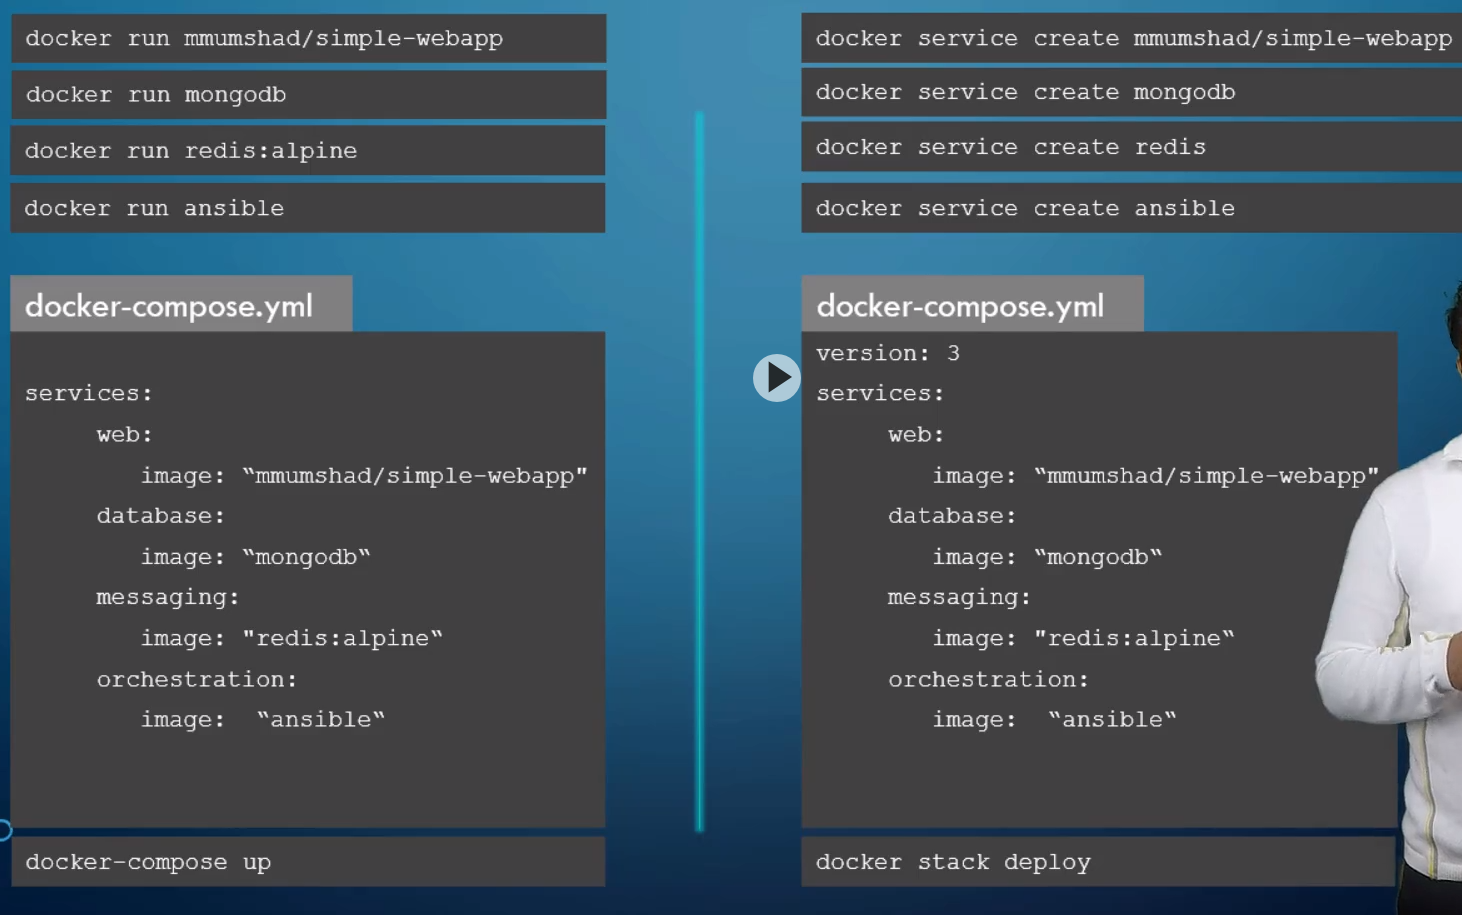 docker run mmumshad/simple-webapp
docker run mongodb
docker run redis:alpine
docker run ansible
docker-compose.yml
services:
web:
image: “mmumshad/simple-webapp"
database:
image: “mongodb“
messaging:
image: "redis:alpine“
orchestration:
image: “ansible“
docker-compose up
docker service create mmumshad/simple-webapp
docker service create mongodb
docker service create redis
docker service create ansible
docker-compose.yml
version: 3
services:
web:
image: “mmumshad/simple-webapp"
database:
image: “mongodb“
messaging:
image: "redis:alpine“
orchestration:
image: “ansible“
docker stack deploy